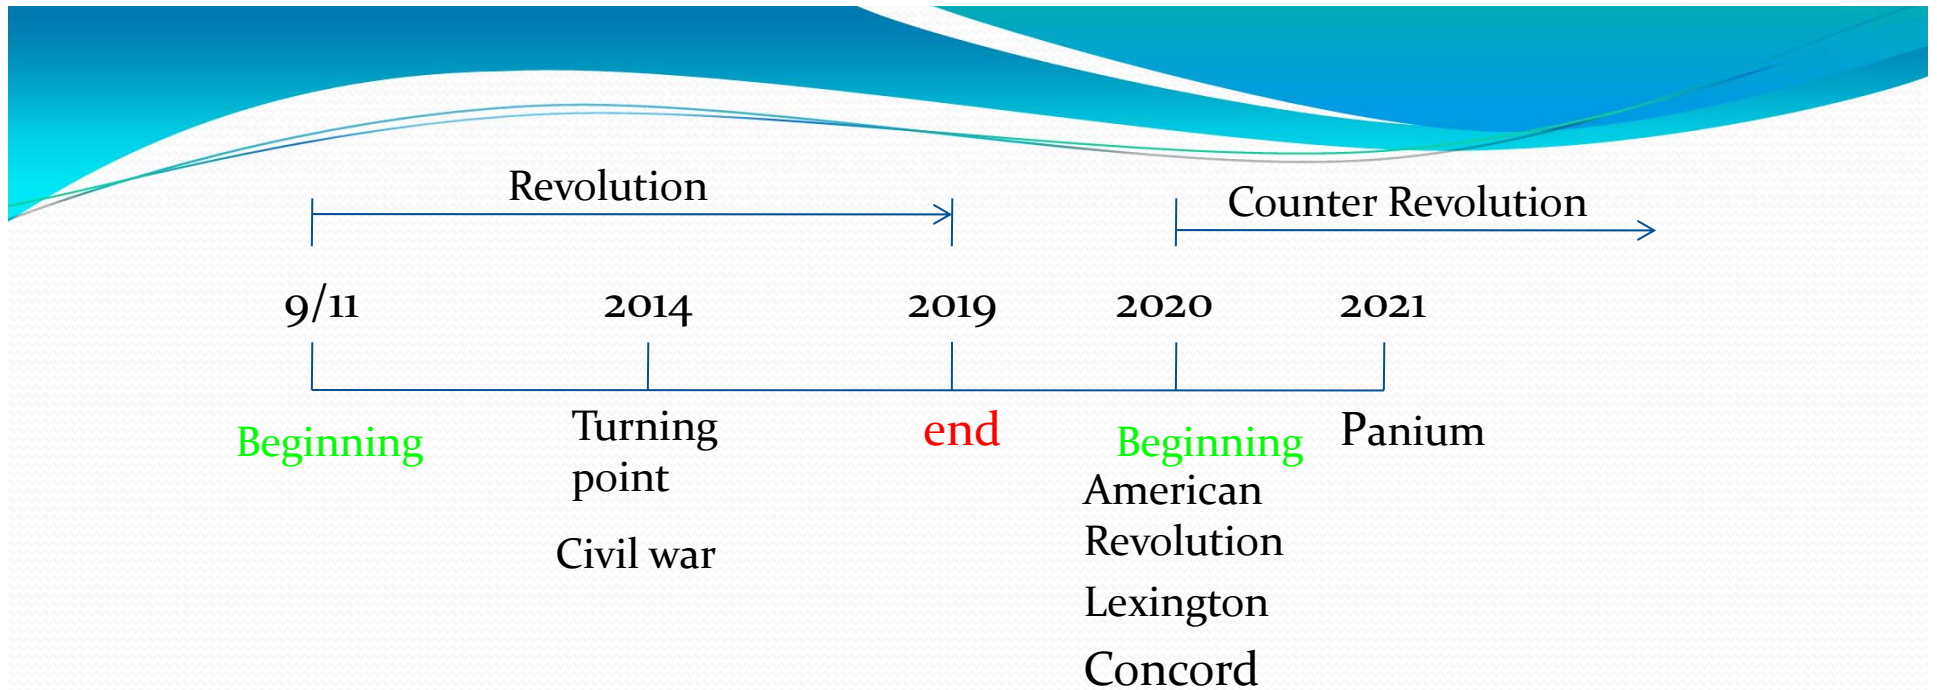 Revolution
Counter Revolution
9/11 2014 2019 2020 2021
Beginning
Turning
point
Civil war
end
Beginning
American
Revolution
Lexington
Concord
Panium